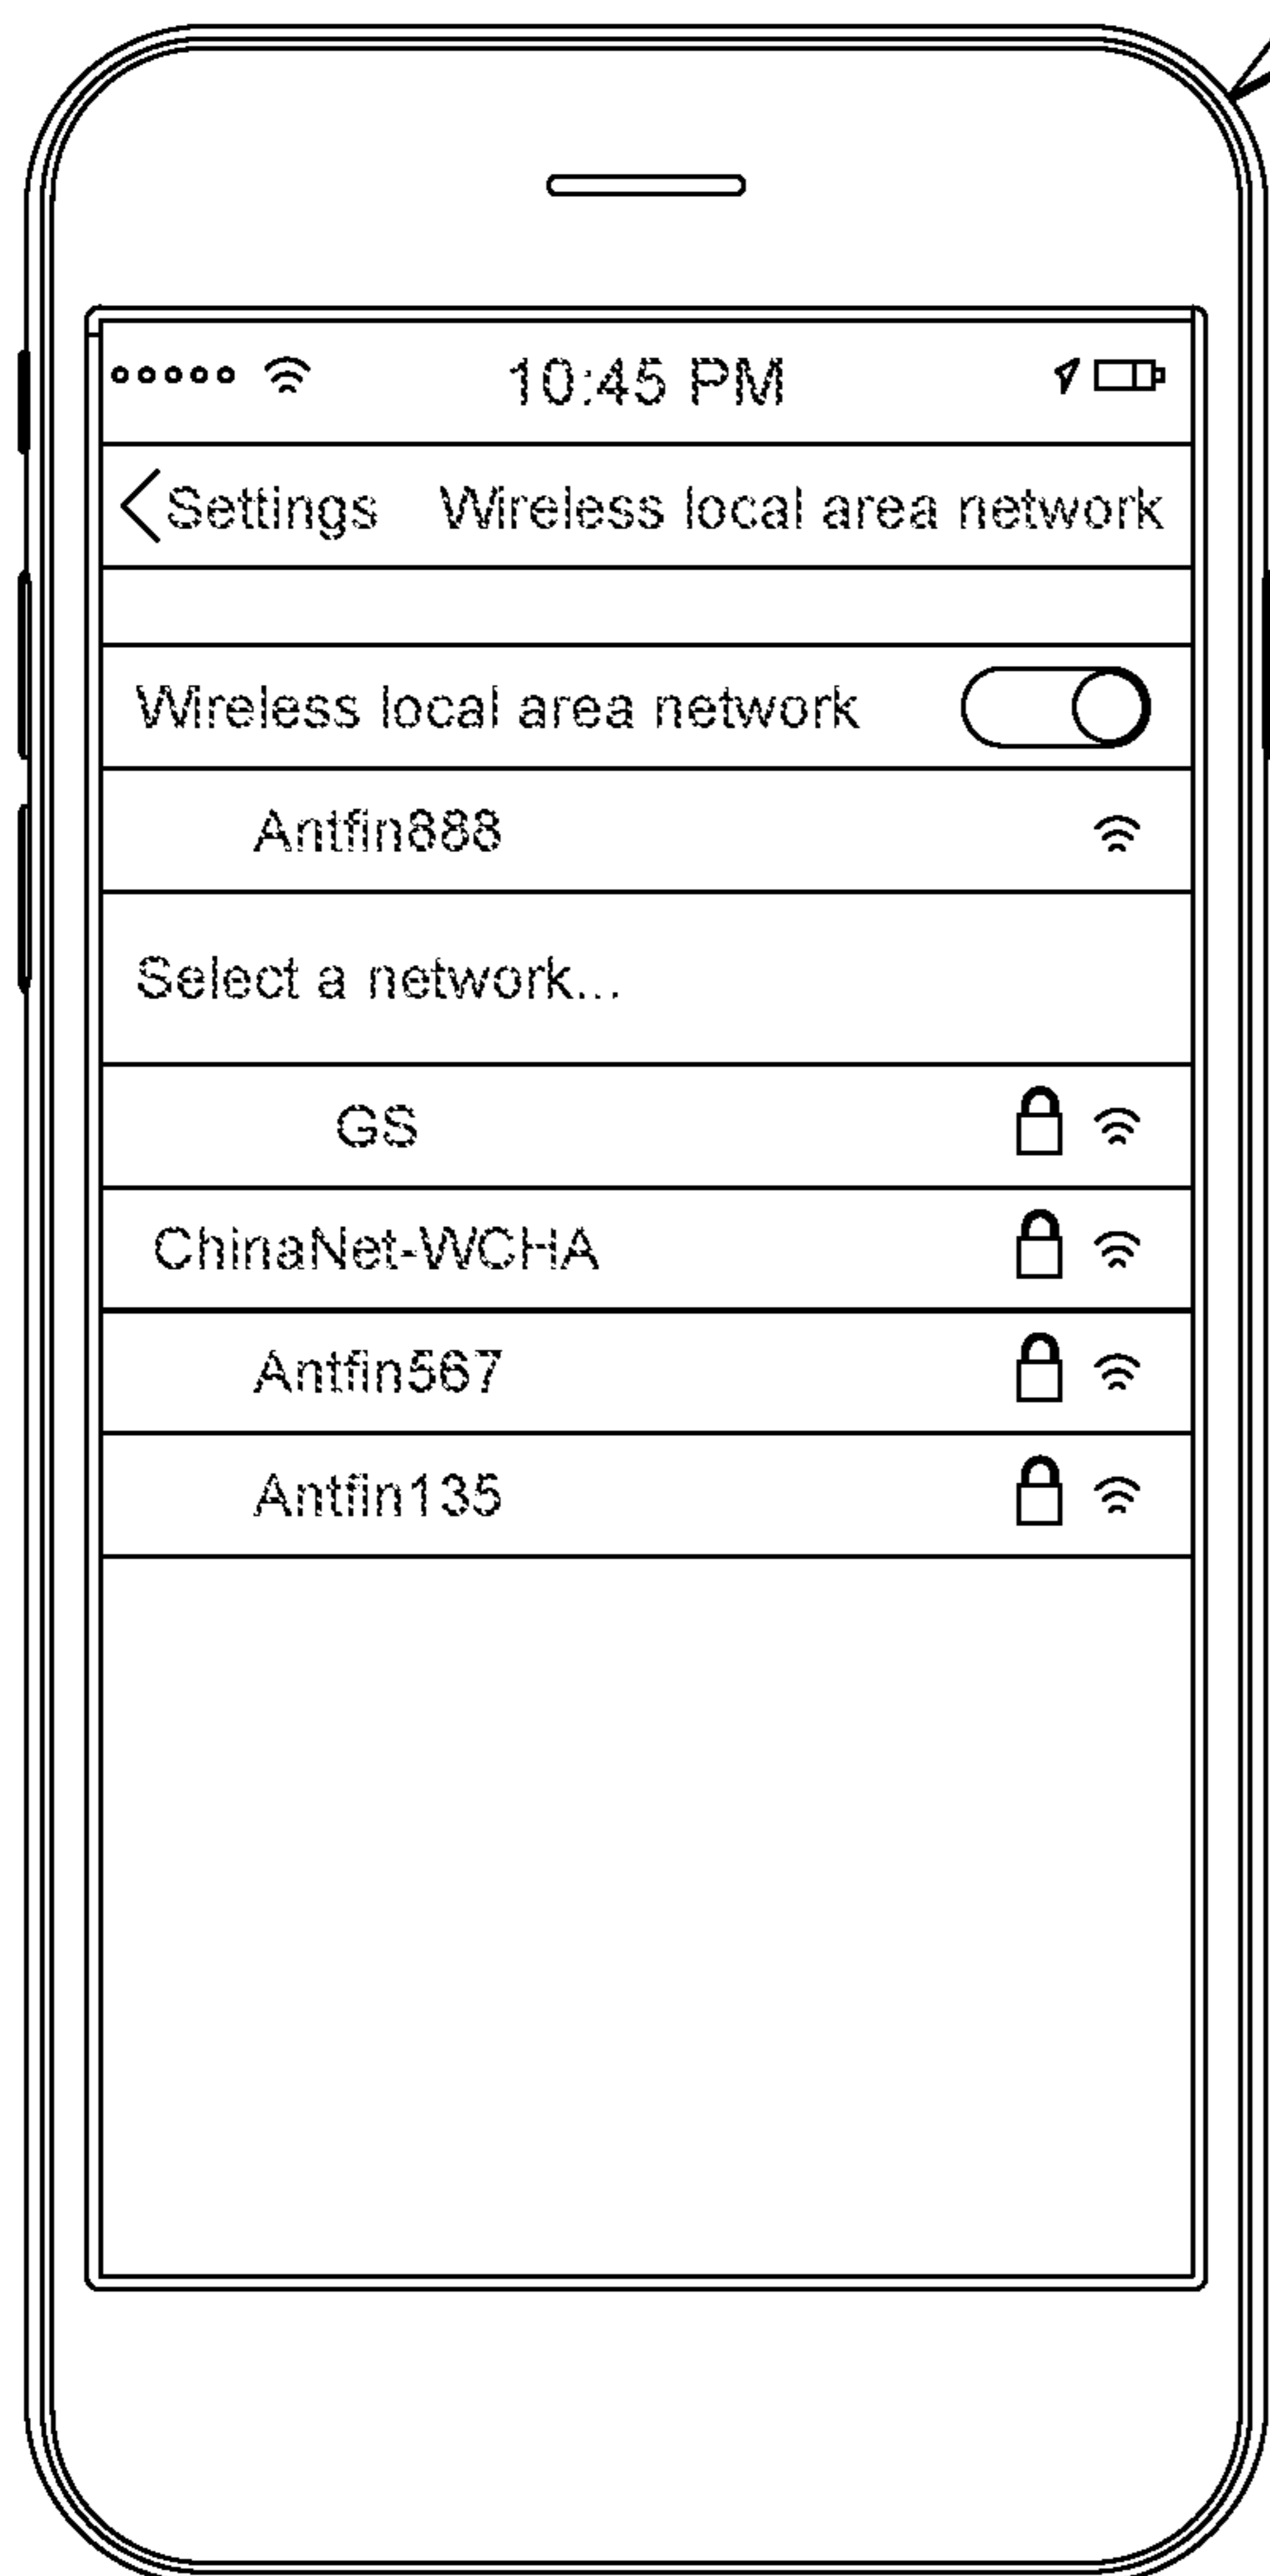 10:45 PM
Settings Wireless local area network
Wireless local area network
Antfin888
Select a network...
GS
ChinaNet-WCHA
Antfin567
Antfin135